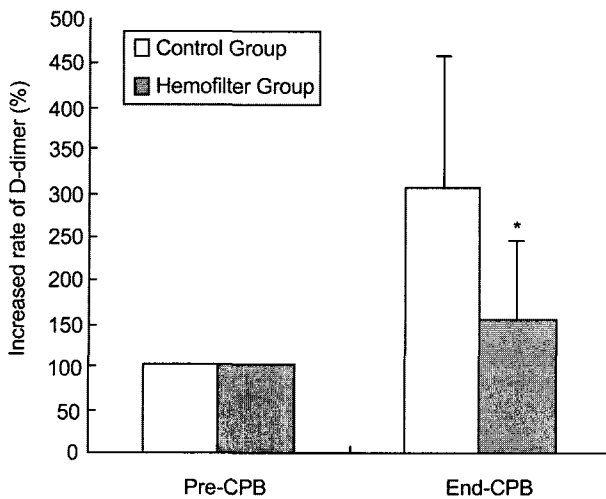 Increased rate of D-dimer (%)
500
450
400
350
300
250
200
150
100
50
0
Control Group
Hemofilter Group
*
Pre-CPB
End-CPB